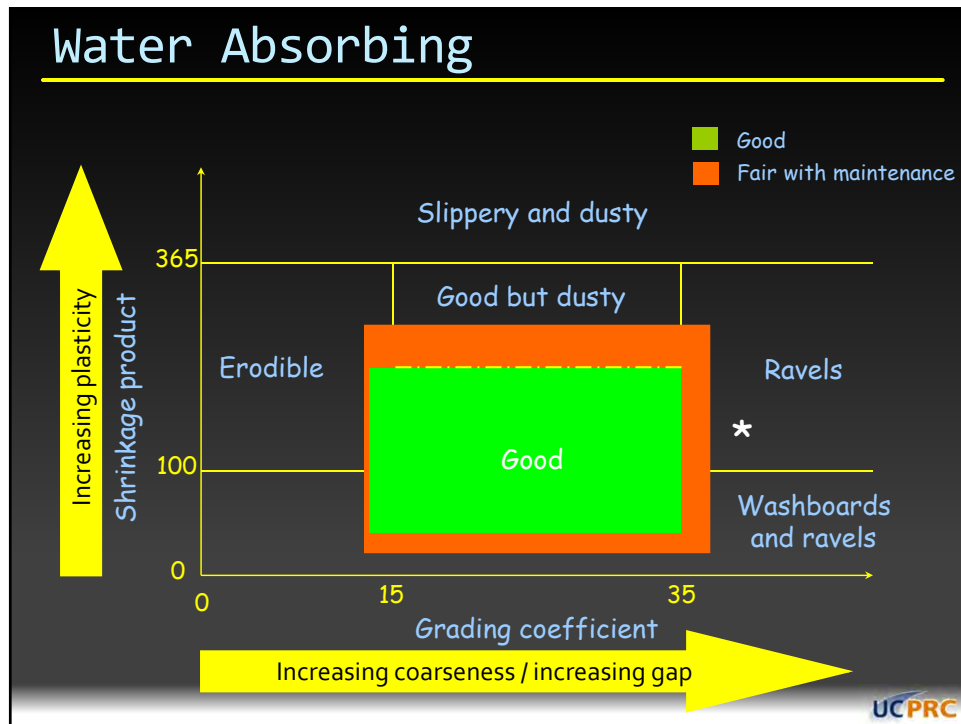 Water Absorbing
Good
Fair with maintenance
Slippery and dusty
365
Good but dusty
Increasing plasticity
Shrinkage product
Erodible
Ravels
*
Good
100
Washboards
and ravels
0
0
15
35
Grading coefficient
Increasing coarseness / increasing gap
UCPRC